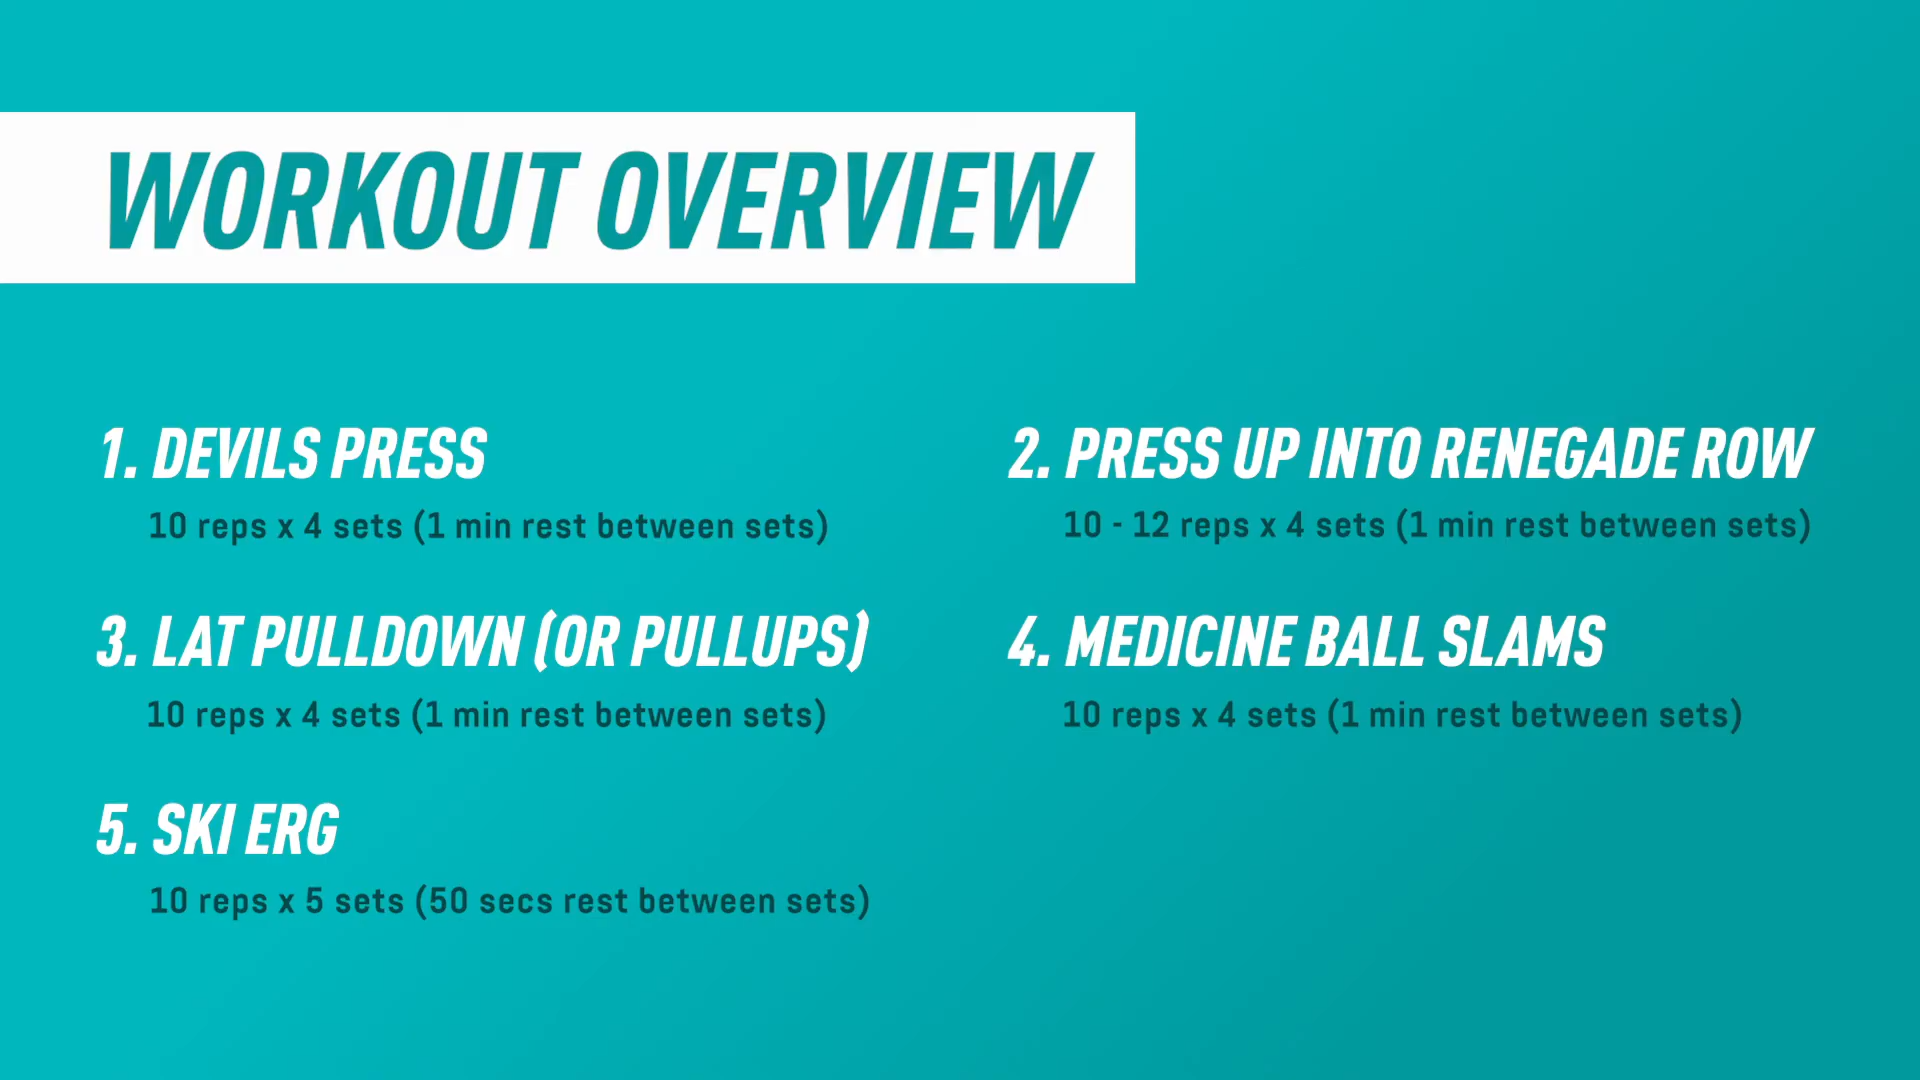 WORKOUT OVERVIEW
1. DEVILS PRESS
10 reps x 4 sets (1 min rest between sets)
2. PRESS UP INTO RENEGADE ROW
10 - 12 reps x 4 sets (1 min rest between sets)
3. LAT PULLDOWN (OR PULLUPS)
10 reps x 4 sets (1 min rest between sets)
4. MEDICINE BALL SLAMS
10 reps x 4 sets (1 min rest between sets)
5. SKI ERG
10 reps x 5 sets (50 secs rest between sets)